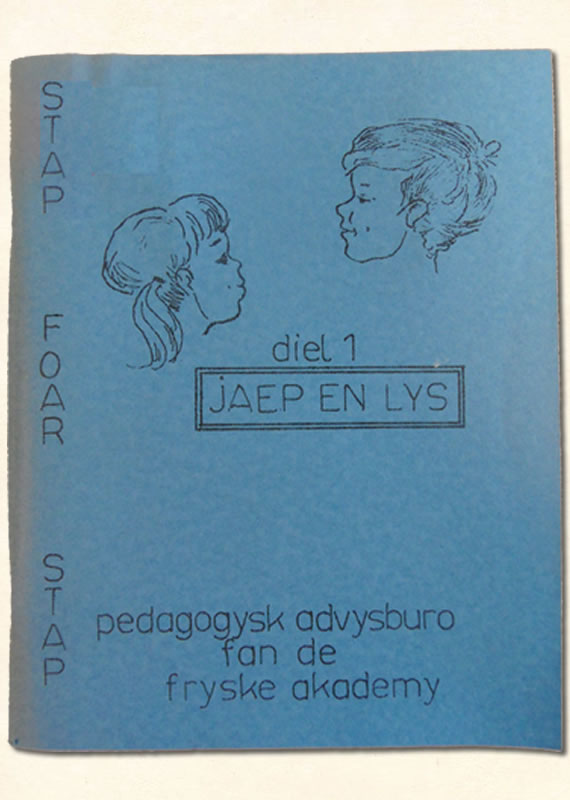 STAP
FOAR
STAP
diel 1
jAEP EN LYS
pedagogysk advysburo
fan de
fryske akademy